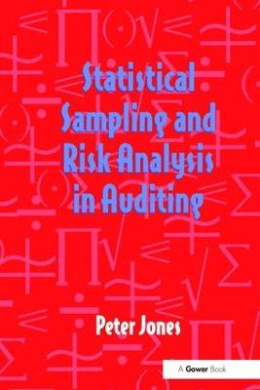 Statistical
Sampling and
Risk Analysis
in Auditing
Peter Jones
A Gower Book